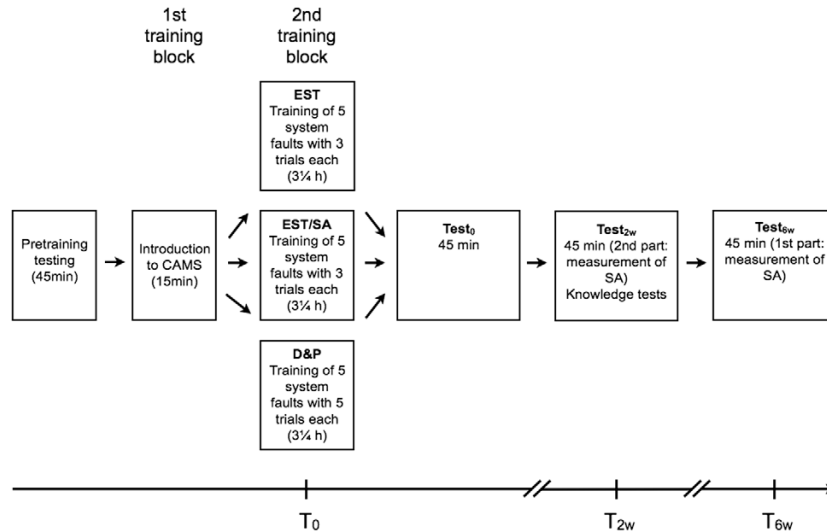 1st
training
block
2nd
training
block
EST
Training of 5
system
faults with 3
trials each
(3¼ h)
Pretraining
testing
(45min)
Introduction
to CAMS
(15min)
EST/SA
Training of 5
system
faults with 3
trials each
(3¼ h)
Test₀
45 min
Test₂w
45 min (2nd part:
measurement of
SA)
Knowledge tests
Test₆w
45 min (1st part:
measurement of
SA)
D&P
Training of 5
system
faults with 5
trials each
(3¼ h)
T₀
T₂w
T₆w